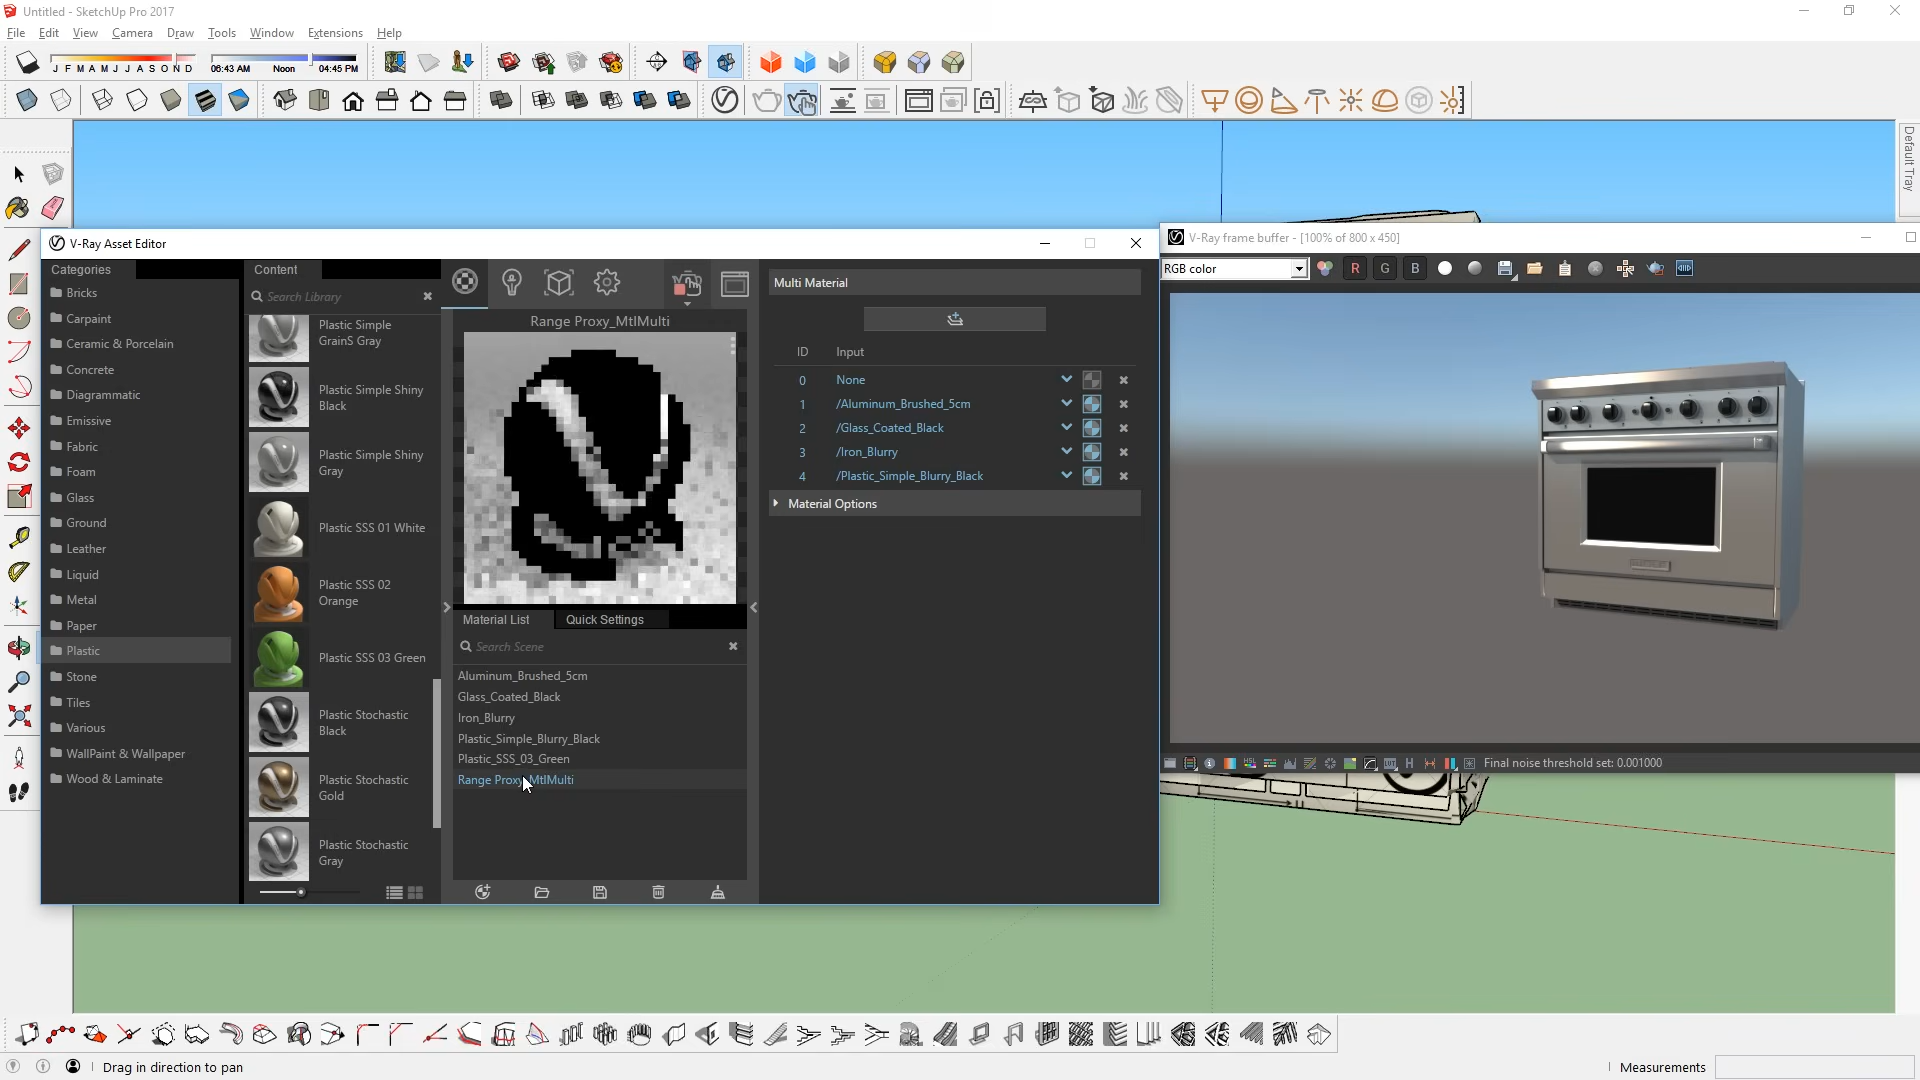 Untitled - SketchUp Pro 2017
File Edit View Camera Draw Tools Window Extensions Help
J F M A M J J A S O N D 06:43 AM Noon 04:45 PM
Default Tray
V-Ray Asset Editor
Categories
Bricks
Carpaint
Ceramic & Porcelain
Concrete
Diagrammatic
Emissive
Fabric
Foam
Glass
Ground
Leather
Liquid
Metal
Paper
Plastic
Stone
Tiles
Various
WallPaint & Wallpaper
Wood & Laminate
Content
Search Library
Plastic Simple
GrainS Gray
Plastic Simple Shiny
Black
Plastic Simple Shiny
Gray
Plastic SSS 01 White
Plastic SSS 02
Orange
Plastic SSS 03 Green
Plastic Stochastic
Black
Plastic Stochastic
Gold
Plastic Stochastic
Gray
Range Proxy_MtlMulti
Material List Quick Settings
Search Scene
Aluminum_Brushed_5cm
Glass_Coated_Black
Iron_Blurry
Plastic_Simple_Blurry_Black
Plastic_SSS_03_Green
Range Proxy_MtlMulti
Multi Material
ID Input
0 None
1 /Aluminum_Brushed_5cm
2 /Glass_Coated_Black
3 /Iron_Blurry
4 /Plastic_Simple_Blurry_Black
Material Options
V-Ray frame buffer - [100% of 800 x 450]
RGB color R G B
Final noise threshold set: 0.001000
Drag in direction to pan
Measurements